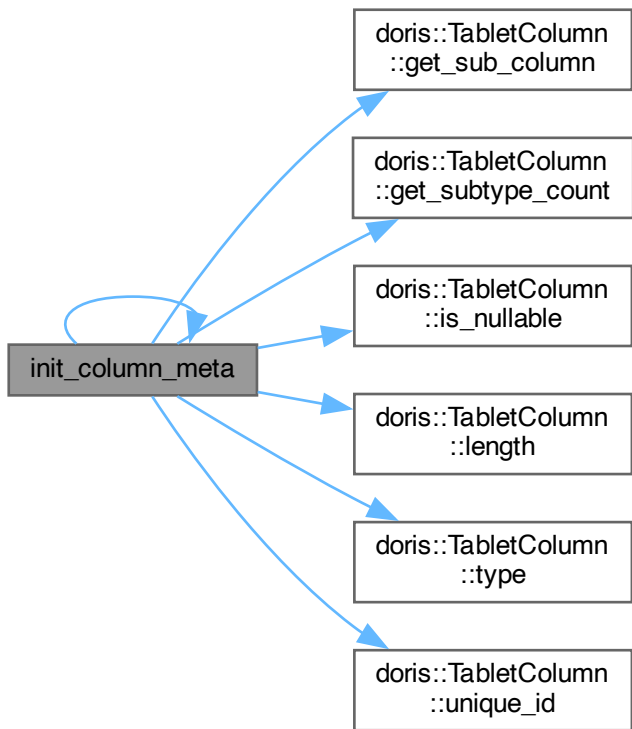 doris::TabletColumn
::get_sub_column
doris::TabletColumn
::get_subtype_count
doris::TabletColumn
::is_nullable
init_column_meta
doris::TabletColumn
::length
doris::TabletColumn
::type
doris::TabletColumn
::unique_id